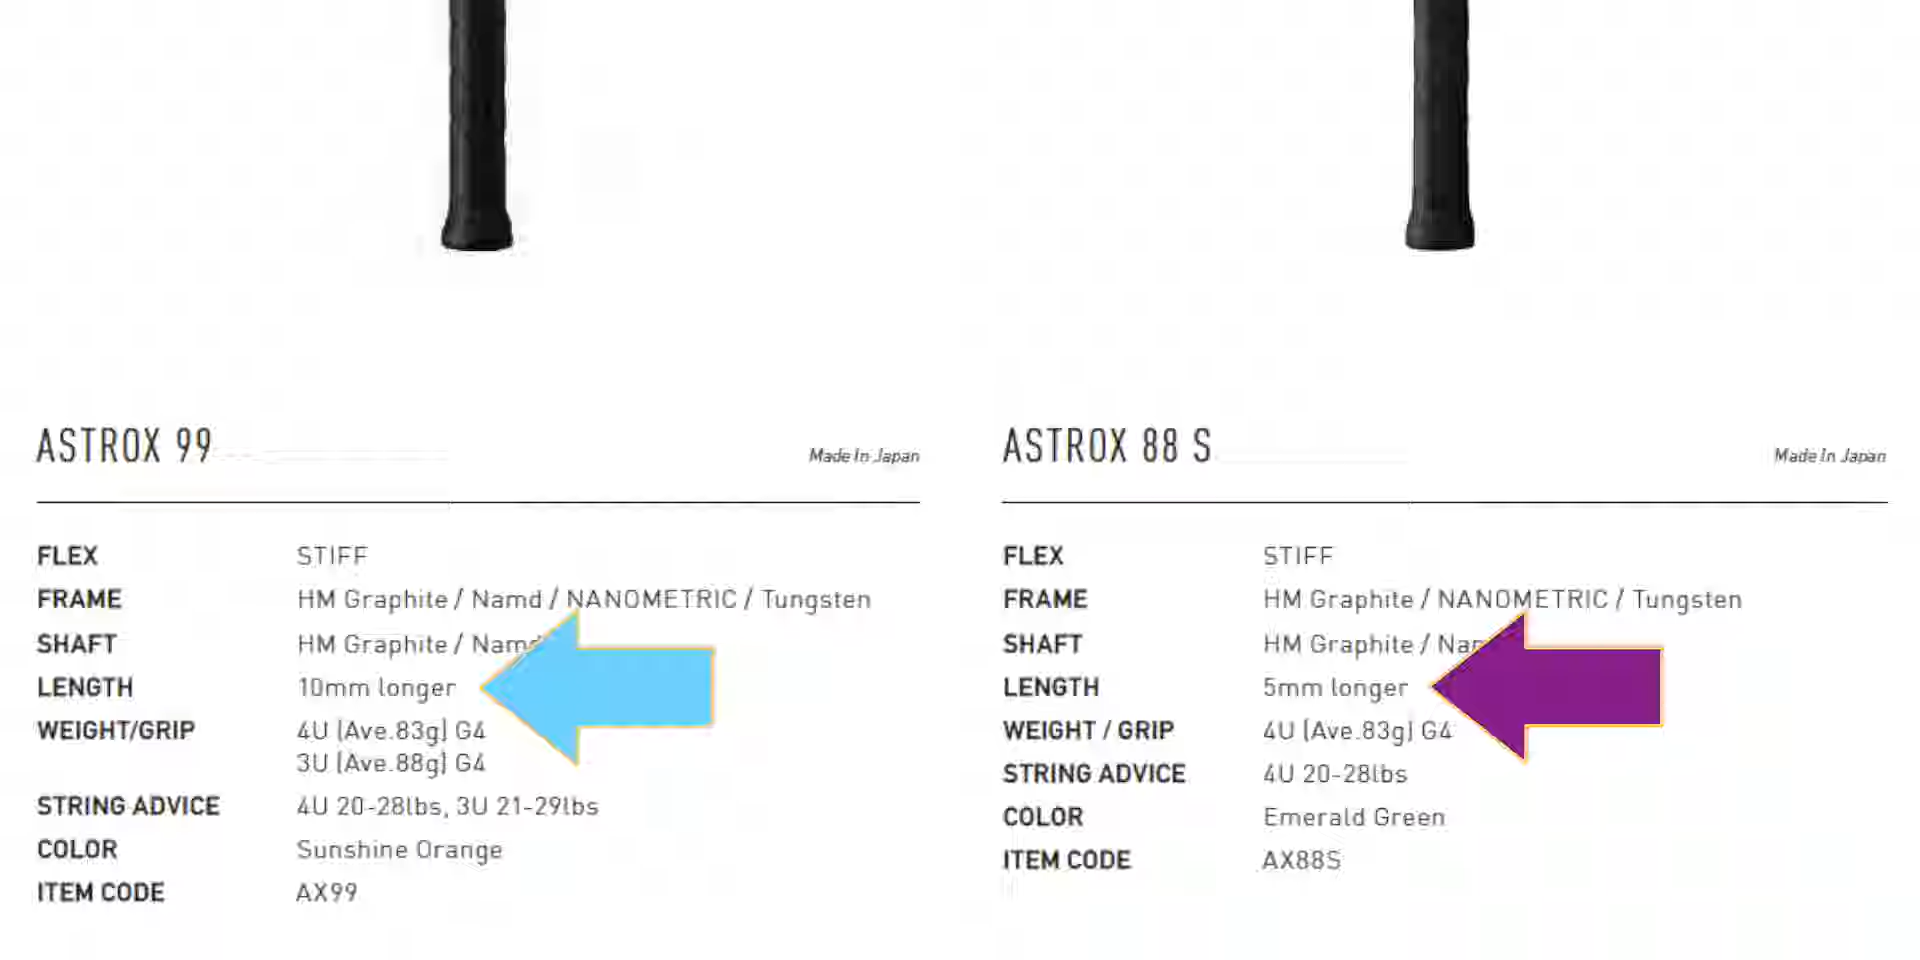 ASTROX 99
Made In Japan
FLEX STIFF
FRAME HM Graphite / Namd / NANOMETRIC / Tungsten
SHAFT HM Graphite /
LENGTH 10mm longer
WEIGHT/GRIP 4U (Ave.83g) G4
3U (Ave.88g) G4
STRING ADVICE 4U 20-28lbs, 3U 21-29lbs
COLOR Sunshine Orange
ITEM CODE AX99
ASTROX 88 S
Made In Japan
FLEX STIFF
FRAME HM Graphite / NANOMETRIC / Tungsten
SHAFT HM Graphite /
LENGTH 5mm longer
WEIGHT / GRIP 4U (Ave.83g) G4
STRING ADVICE 4U 20-28lbs
COLOR Emerald Green
ITEM CODE AX88S